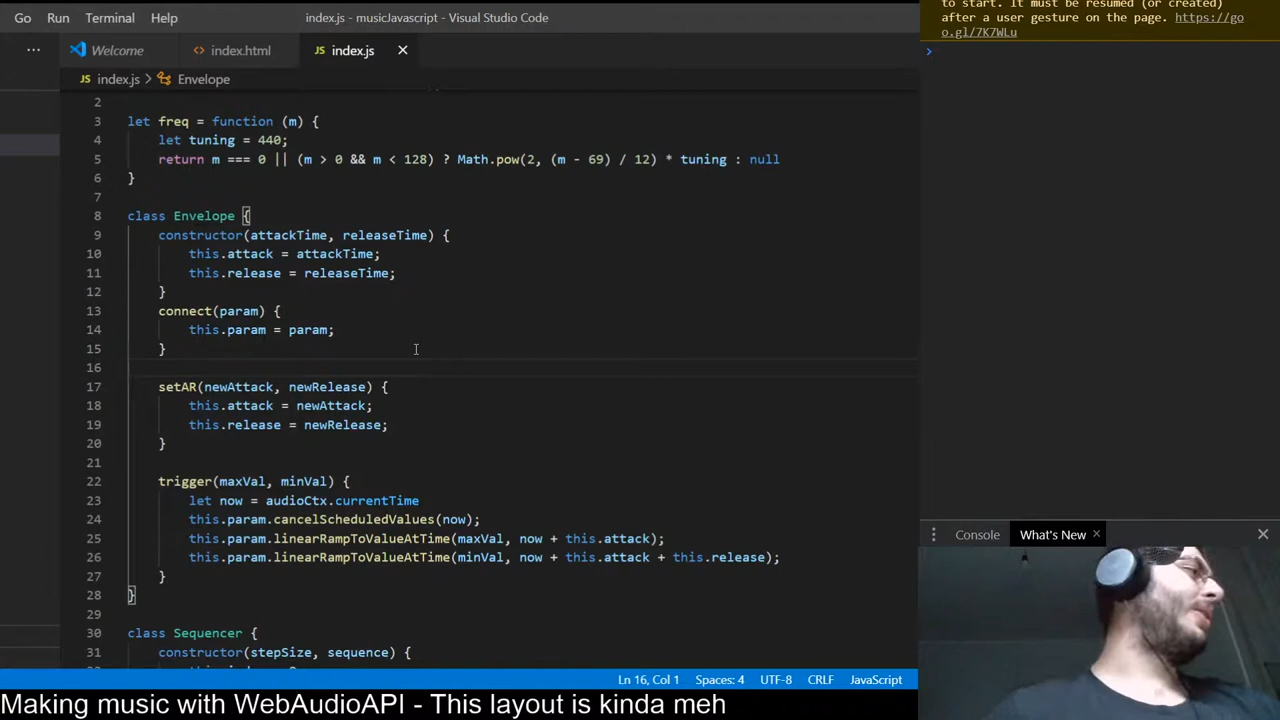 Go Run Terminal Help index.js - musicJavascript - Visual Studio Code
··· Welcome index.html JS index.js ×
JS index.js > Envelope
2
3 let freq = function (m) {
4 let tuning = 440;
5 return m === 0 || (m > 0 && m < 128) ? Math.pow(2, (m - 69) / 12) * tuning : null
6 }
7
8 class Envelope {
9 constructor(attackTime, releaseTime) {
10 this.attack = attackTime;
11 this.release = releaseTime;
12 }
13 connect(param) {
14 this.param = param;
15 }
16
17 setAR(newAttack, newRelease) {
18 this.attack = newAttack;
19 this.release = newRelease;
20 }
21
22 trigger(maxVal, minVal) {
23 let now = audioCtx.currentTime
24 this.param.cancelScheduledValues(now);
25 this.param.linearRampToValueAtTime(maxVal, now + this.attack);
26 this.param.linearRampToValueAtTime(minVal, now + this.attack + this.release);
27 }
28 }
29
30 class Sequencer {
31 constructor(stepSize, sequence) {
Ln 16, Col 1 Spaces: 4 UTF-8 CRLF JavaScript
to start. It must be resumed (or created)
after a user gesture on the page. https://go
o.gl/7K7WLu
>
Console What's New ×
Making music with WebAudioAPI - This layout is kinda meh